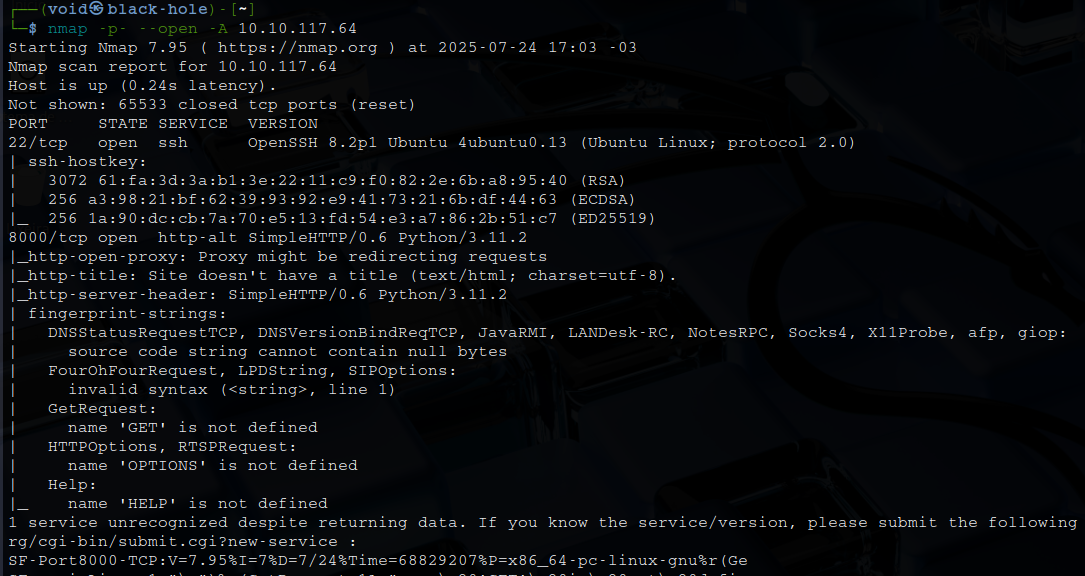 ┌──(void㉿black-hole)-[~]
└─$ nmap -p- --open -A 10.10.117.64
Starting Nmap 7.95 ( https://nmap.org ) at 2025-07-24 17:03 -03
Nmap scan report for 10.10.117.64
Host is up (0.24s latency).
Not shown: 65533 closed tcp ports (reset)
PORT     STATE SERVICE  VERSION
22/tcp   open  ssh      OpenSSH 8.2p1 Ubuntu 4ubuntu0.13 (Ubuntu Linux; protocol 2.0)
| ssh-hostkey:
|   3072 61:fa:3d:3a:b1:3e:22:11:c9:f0:82:2e:6b:a8:95:40 (RSA)
|   256 a3:98:21:bf:62:39:93:92:e9:41:73:21:6b:df:44:63 (ECDSA)
|_  256 1a:90:dc:cb:7a:70:e5:13:fd:54:e3:a7:86:2b:51:c7 (ED25519)
8000/tcp open  http-alt SimpleHTTP/0.6 Python/3.11.2
|_http-open-proxy: Proxy might be redirecting requests
|_http-title: Site doesn't have a title (text/html; charset=utf-8).
|_http-server-header: SimpleHTTP/0.6 Python/3.11.2
| fingerprint-strings:
|   DNSStatusRequestTCP, DNSVersionBindReqTCP, JavaRMI, LANDesk-RC, NotesRPC, Socks4, X11Probe, afp, giop:
|     source code string cannot contain null bytes
|   FourOhFourRequest, LPDString, SIPOptions:
|     invalid syntax (<string>, line 1)
|   GetRequest:
|     name 'GET' is not defined
|   HTTPOptions, RTSPRequest:
|     name 'OPTIONS' is not defined
|   Help:
|_    name 'HELP' is not defined
1 service unrecognized despite returning data. If you know the service/version, please submit the following
rg/cgi-bin/submit.cgi?new-service :
SF-Port8000-TCP:V=7.95%I=7%D=7/24%Time=68829207%P=x86_64-pc-linux-gnu%r(Ge